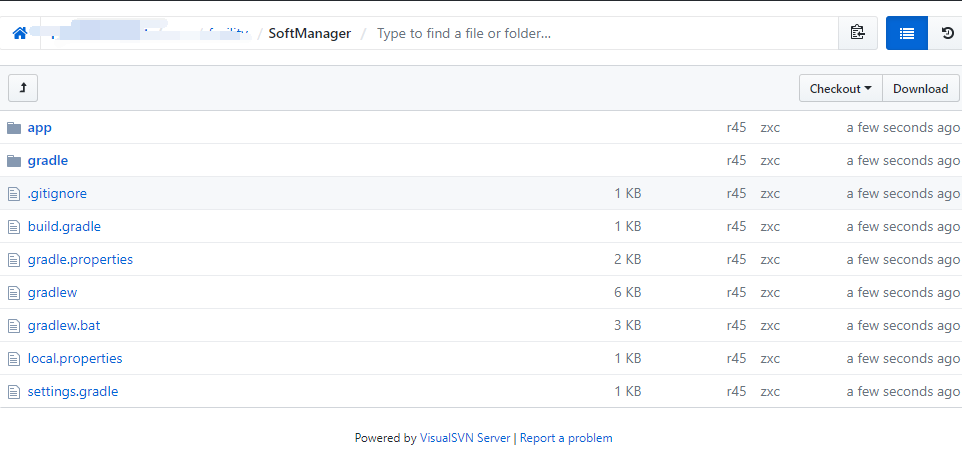 / SoftManager / Type to find a file or folder...
Checkout Download
app r45 zxc a few seconds ago
gradle r45 zxc a few seconds ago
.gitignore 1 KB r45 zxc a few seconds ago
build.gradle 1 KB r45 zxc a few seconds ago
gradle.properties 2 KB r45 zxc a few seconds ago
gradlew 6 KB r45 zxc a few seconds ago
gradlew.bat 3 KB r45 zxc a few seconds ago
local.properties 1 KB r45 zxc a few seconds ago
settings.gradle 1 KB r45 zxc a few seconds ago
Powered by VisualSVN Server | Report a problem